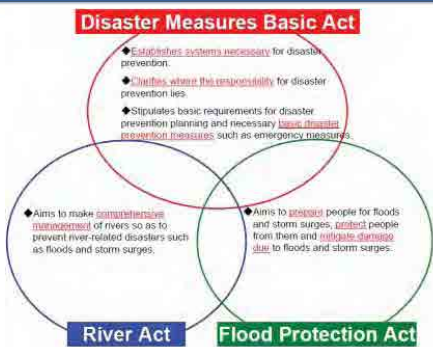 Disaster Measures Basic Act
◆Establishes systems necessary for disaster
prevention.
◆Clarifies where the responsibility for disaster
prevention lies.
◆Stipulates basic requirements for disaster
prevention planning and necessary basic disaster
prevention measures such as emergency measures.
◆Aims to make comprehensive
management of rivers so as to
prevent river-related disasters such
as floods and storm surges.
◆Aims to prepare people for floods
and storm surges, protect people
from them and mitigate damage
due to floods and storm surges.
River Act
Flood Protection Act